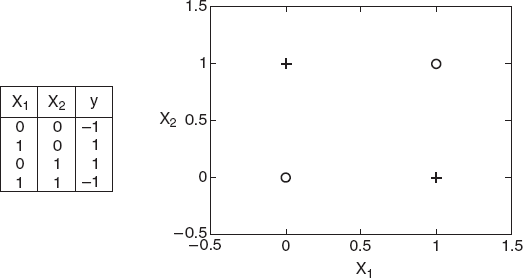 X₁ X₂ y
0 0 −1
1 0 1
0 1 1
1 1 −1
1.5
1
X₂ 0.5
0
−0.5
−0.5 0 0.5 1 1.5
X₁